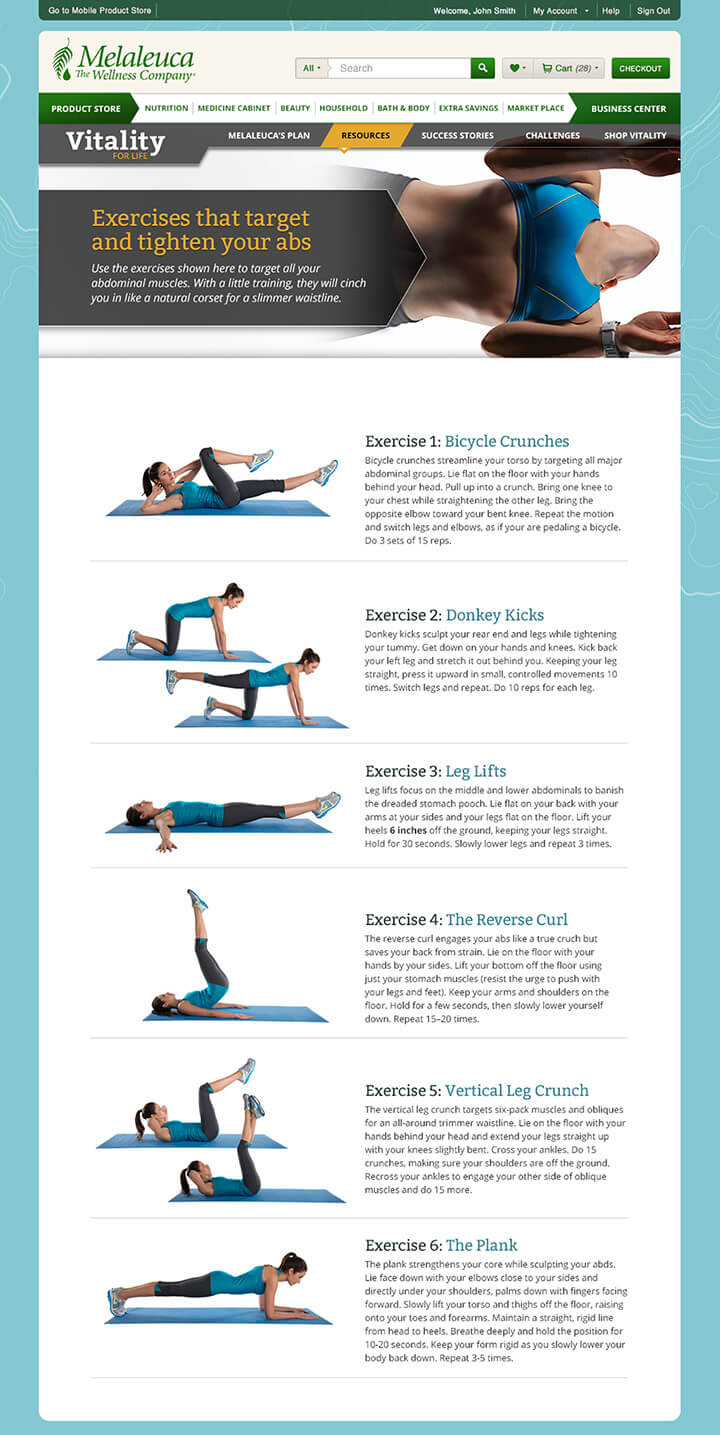 Go to Mobile Product Store
Welcome, John Smith
My Account
Help
Sign Out
Melaleuca
The Wellness Company
All
Search
Cart (28)
CHECKOUT
PRODUCT STORE
NUTRITION
MEDICINE CABINET
BEAUTY
HOUSEHOLD
BATH & BODY
EXTRA SAVINGS
MARKET PLACE
BUSINESS CENTER
Vitality
FOR LIFE
MELALEUCA'S PLAN
RESOURCES
SUCCESS STORIES
CHALLENGES
SHOP VITALITY
Exercises that target
and tighten your abs
Use the exercises shown here to target all your
abdominal muscles. With a little training, they will cinch
you in like a natural corset for a slimmer waistline.
Exercise 1: Bicycle Crunches
Bicycle crunches streamline your torso by targeting all major
abdominal groups. Lie flat on the floor with your hands
behind your head. Pull up into a crunch. Bring one knee to
your chest while straightening the other leg. Bring the
opposite elbow toward your bent knee. Repeat the motion
and switch legs and elbows, as if your are pedaling a bicycle.
Do 3 sets of 15 reps.
Exercise 2: Donkey Kicks
Donkey kicks sculpt your rear end and legs while tightening
your tummy. Get down on your hands and knees. Kick back
your left leg and stretch it out behind you. Keeping your leg
straight, press it upward in small, controlled movements 10
times. Switch legs and repeat. Do 10 reps for each leg.
Exercise 3: Leg Lifts
Leg lifts focus on the middle and lower abdominals to banish
the dreaded stomach pooch. Lie flat on your back with your
arms at your sides and your legs flat on the floor. Lift your
heels 6 inches off the ground, keeping your legs straight.
Hold for 30 seconds. Slowly lower legs and repeat 3 times.
Exercise 4: The Reverse Curl
The reverse curl engages your abs like a true cruch but
saves your back from strain. Lie on the floor with your
hands by your sides. Lift your bottom off the floor using
just your stomach muscles (resist the urge to push with
your legs and feet). Keep your arms and shoulders on the
floor. Hold for a few seconds, then slowly lower yourself
down. Repeat 15–20 times.
Exercise 5: Vertical Leg Crunch
The vertical leg crunch targets six-pack muscles and obliques
for an all-around trimmer waistline. Lie on the floor with your
hands behind your head and extend your legs straight up
with your knees slightly bent. Cross your ankles. Do 15
crunches, making sure your shoulders are off the ground.
Recross your ankles to engage your other side of oblique
muscles and do 15 more.
Exercise 6: The Plank
The plank strengthens your core while sculpting your abds.
Lie face down with your elbows close to your sides and
directly under your shoulders, palms down with fingers facing
forward. Slowly lift your torso and thighs off the floor, raising
onto your toes and forearms. Maintain a straight, rigid line
from head to heels. Breathe deeply and hold the position for
10-20 seconds. Keep your form rigid as you slowly lower your
body back down. Repeat 3-5 times.